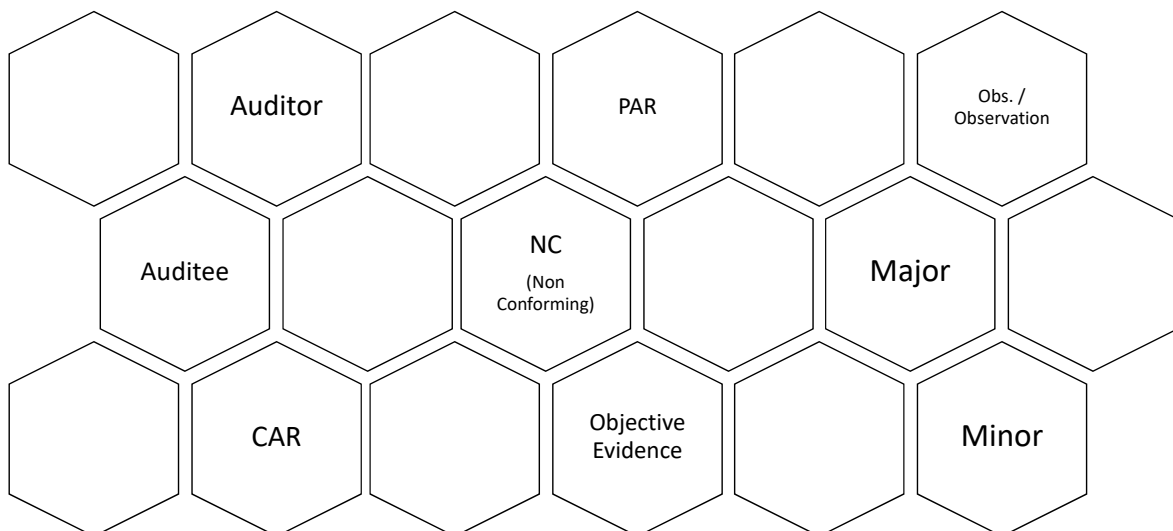 Auditor
PAR
Obs. /
Observation
Auditee
NC
(Non
Conforming)
Major
CAR
Objective
Evidence
Minor